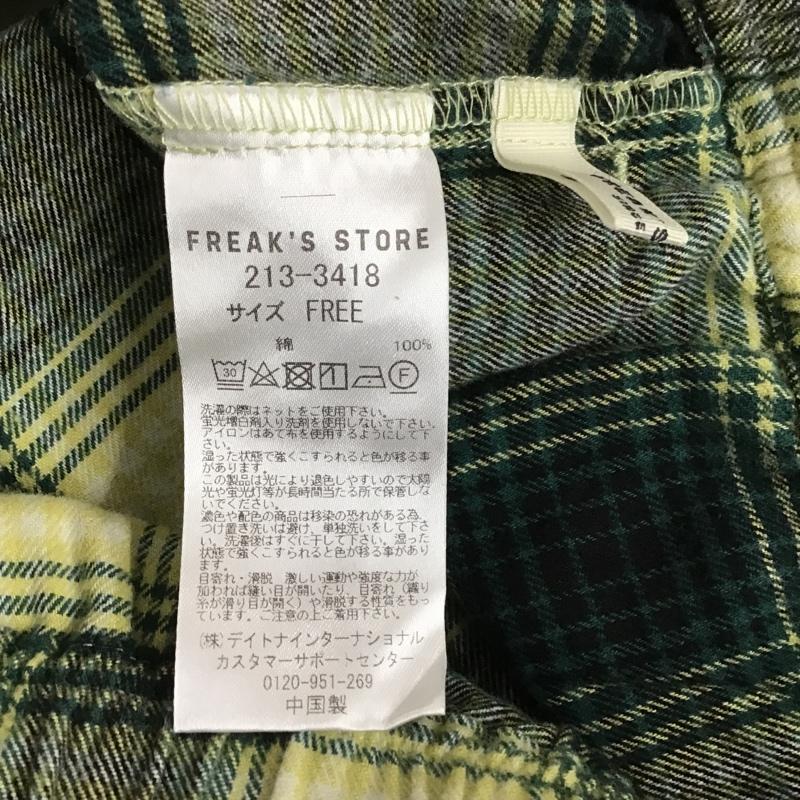 FREAK'S STORE
213-3418
サイズ FREE
綿 100%
30 1 F
洗濯の際はネットをご使用下さい。
蛍光増白剤入り洗剤を使用しないで下さい。
アイロンはあて布を使用するようにして下
さい。
湿った状態で強くこすられると色が移る事
があります。
この製品は光により退色しやすいので太陽
光や蛍光灯等が長時間当たる所で保管しな
いでください。
濃色や配色の商品は移染の恐れがある為、
つけ置き洗いは避け、単独洗いをして下さ
い。洗濯後はすぐに干して下さい。湿った
状態で強くこすられると色が移る事があり
ます。
目寄れ・滑脱 激しい運動や強度な力が
加われば縫い目が開いたり、目寄れ（織り
糸が滑り目が開く）や滑脱する性質をもっ
ています。ご注意の上ご着用下さい。
(株)デイトナインターナショナル
カスタマーサポートセンター
0120-951-269
中国製